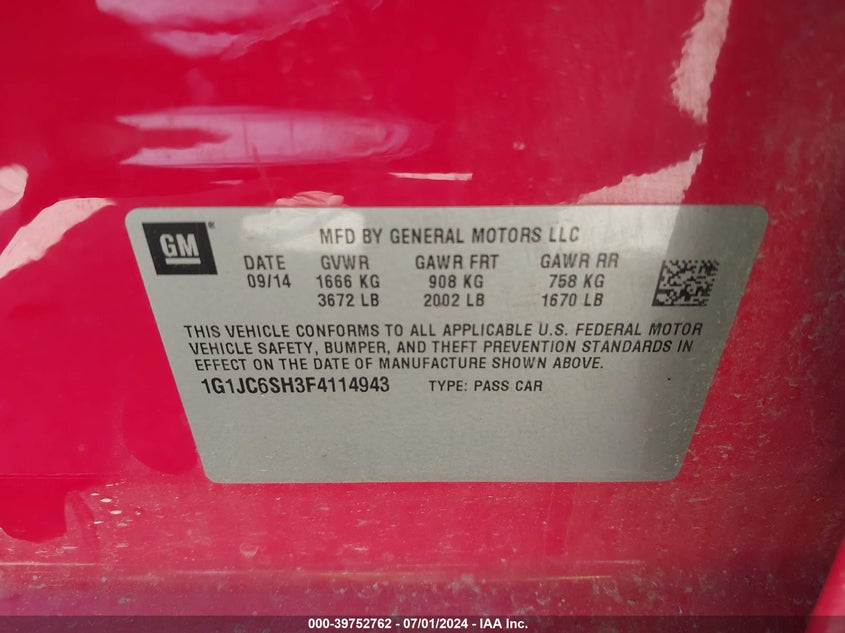 GM®
MFD BY GENERAL MOTORS LLC
DATE GVWR GAWR FRT GAWR RR
09/14 1666 KG 908 KG 758 KG
3672 LB 2002 LB 1670 LB
THIS VEHICLE CONFORMS TO ALL APPLICABLE U.S. FEDERAL MOTOR
VEHICLE SAFETY, BUMPER, AND THEFT PREVENTION STANDARDS IN
EFFECT ON THE DATE OF MANUFACTURE SHOWN ABOVE.
1G1JC6SH3F4114943 TYPE: PASS CAR
000-39752762 - 07/01/2024 - IAA Inc.